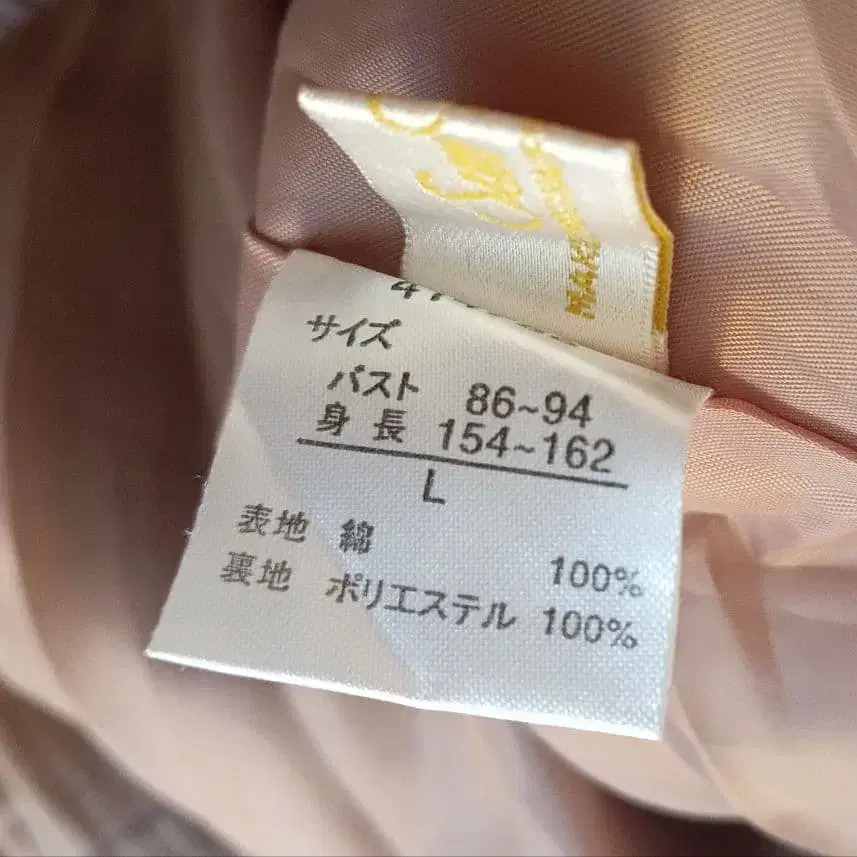 サイズ
バスト 86~94
身長 154~162
L
表地 綿 100%
裏地 ポリエステル 100%